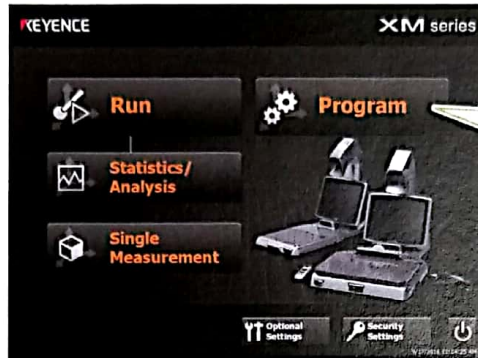 KEYENCE
XM series
Run
Program
Statistics/
Analysis
Single
Measurement
Optional
Settings
Security
Settings